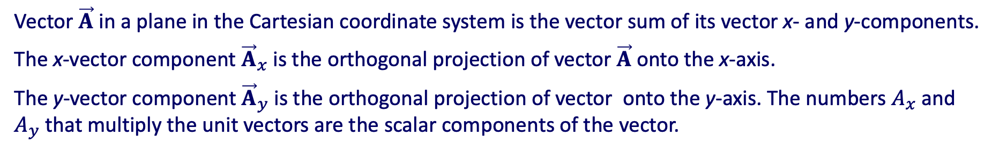 Vector A⃗ in a plane in the Cartesian coordinate system is the vector sum of its vector x- and y-components.
The x-vector component A⃗ₓ is the orthogonal projection of vector A⃗ onto the x-axis.
The y-vector component A⃗_y is the orthogonal projection of vector  onto the y-axis. The numbers Aₓ and
A_y that multiply the unit vectors are the scalar components of the vector.